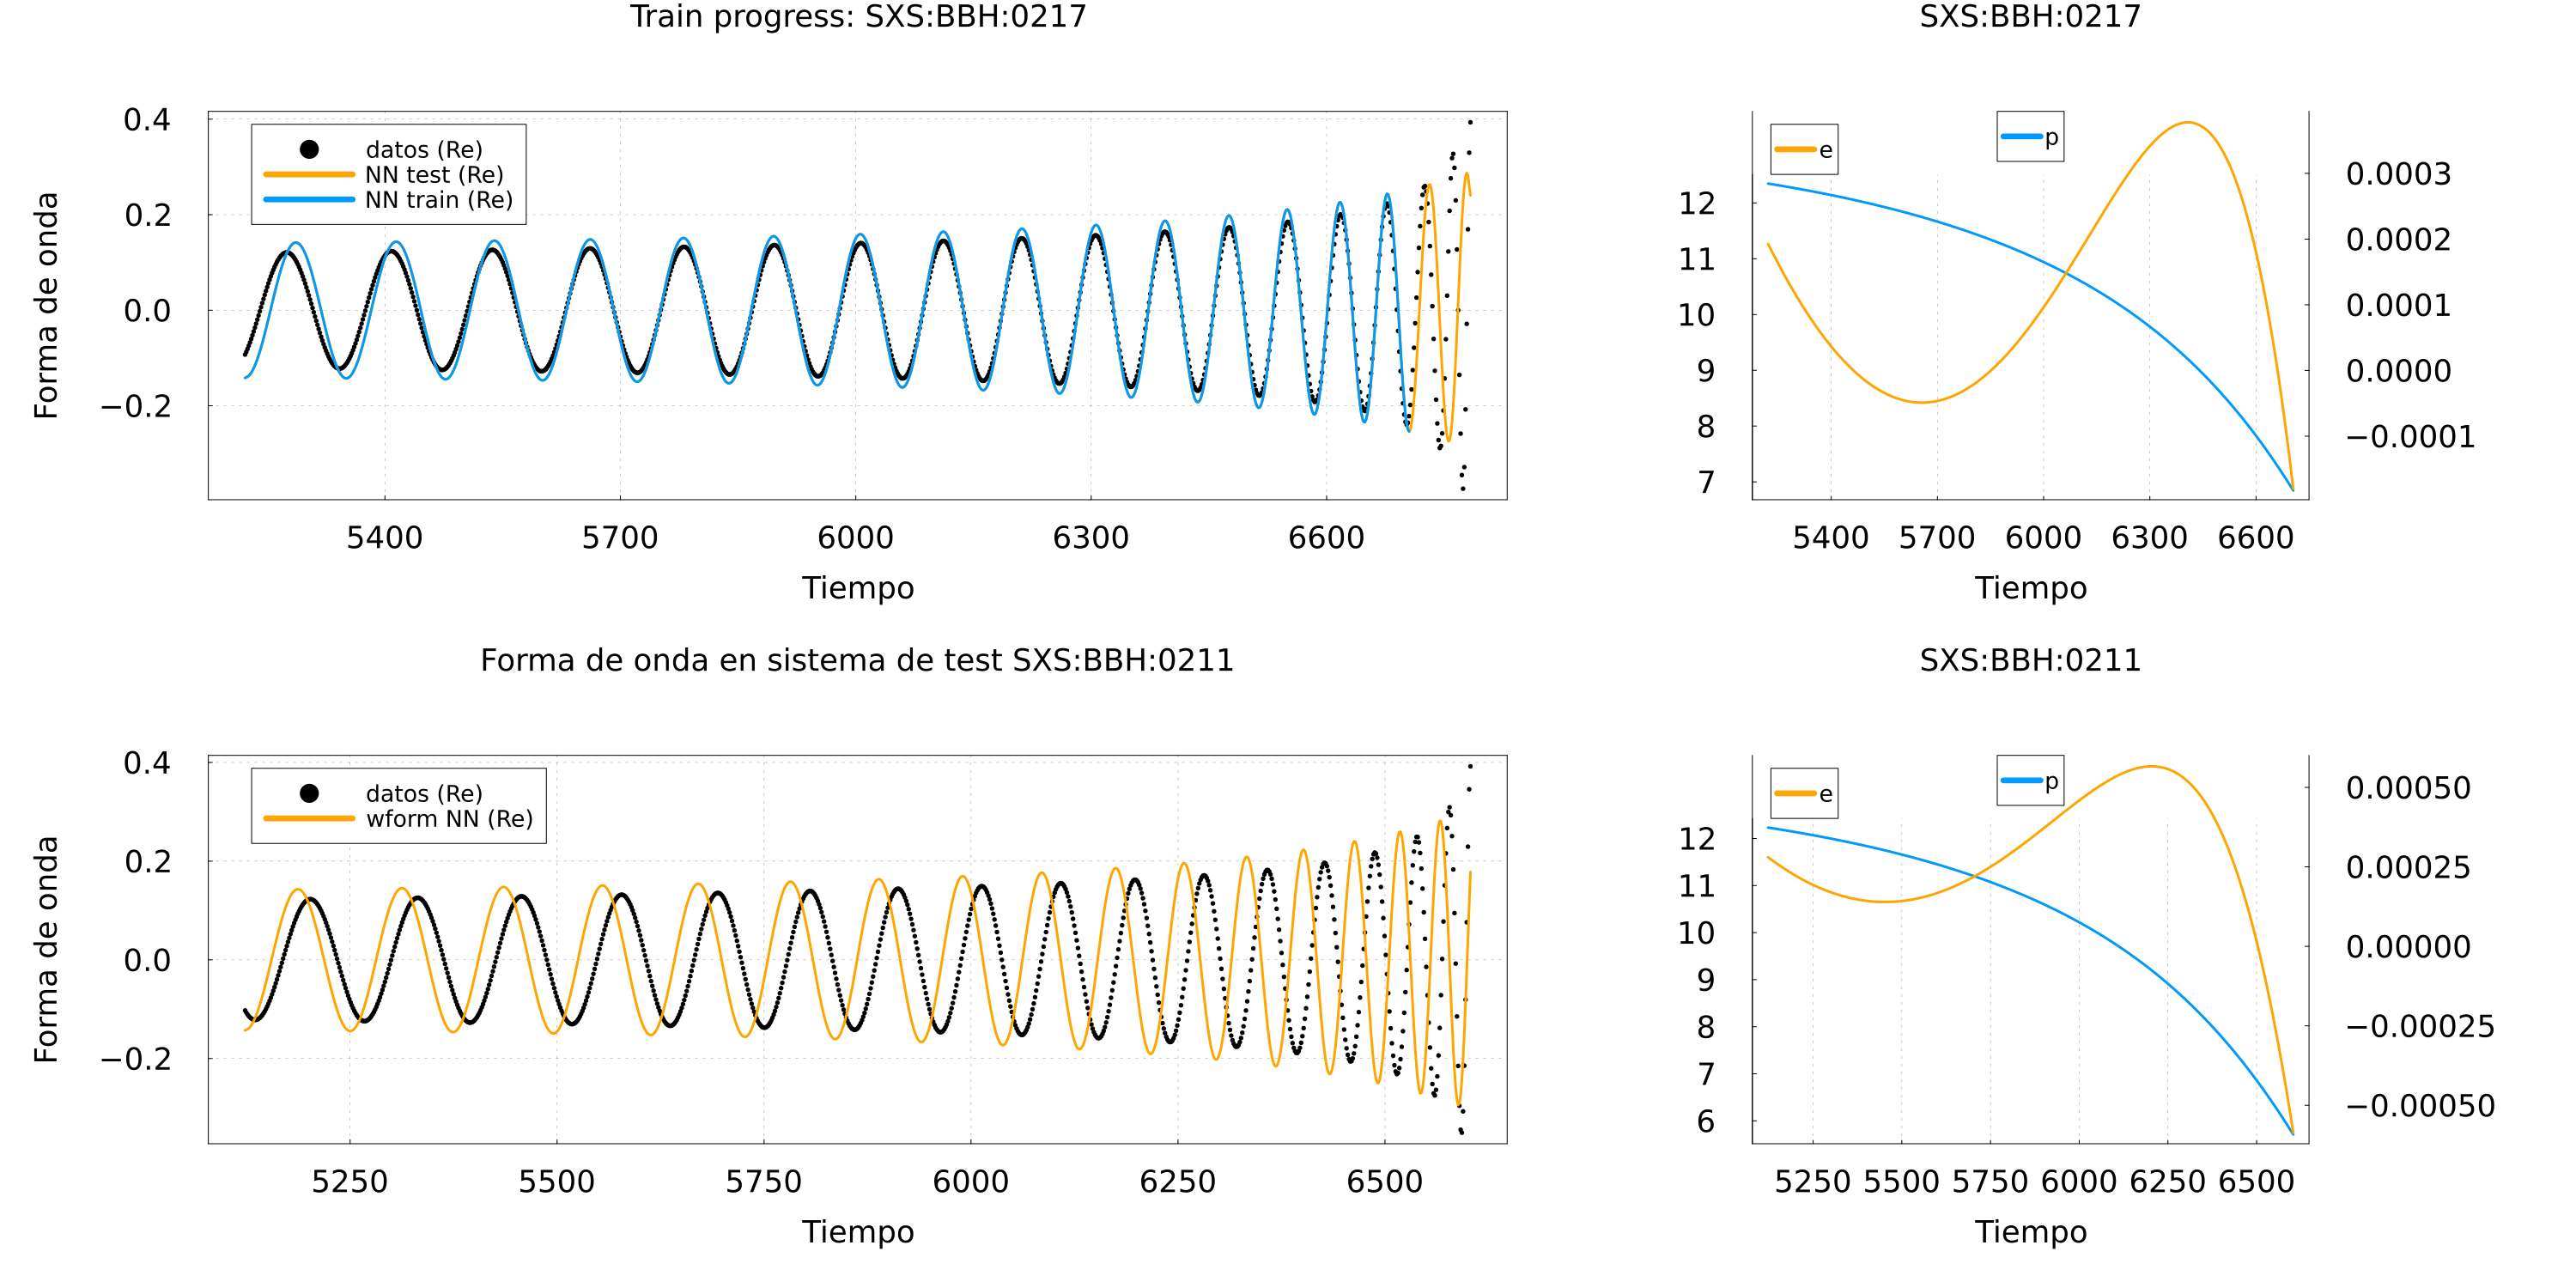 Train progress: SXS:BBH:0217
Forma de onda
0.4
0.2
0.0
−0.2
datos (Re)
NN test (Re)
NN train (Re)
5400 5700 6000 6300 6600
Tiempo
SXS:BBH:0217
12
11
10
9
8
7
e
p
0.0003
0.0002
0.0001
0.0000
−0.0001
5400 5700 6000 6300 6600
Tiempo
Forma de onda en sistema de test SXS:BBH:0211
Forma de onda
0.4
0.2
0.0
−0.2
datos (Re)
wform NN (Re)
5250 5500 5750 6000 6250 6500
Tiempo
SXS:BBH:0211
12
11
10
9
8
7
6
e
p
0.00050
0.00025
0.00000
−0.00025
−0.00050
5250 5500 5750 6000 6250 6500
Tiempo